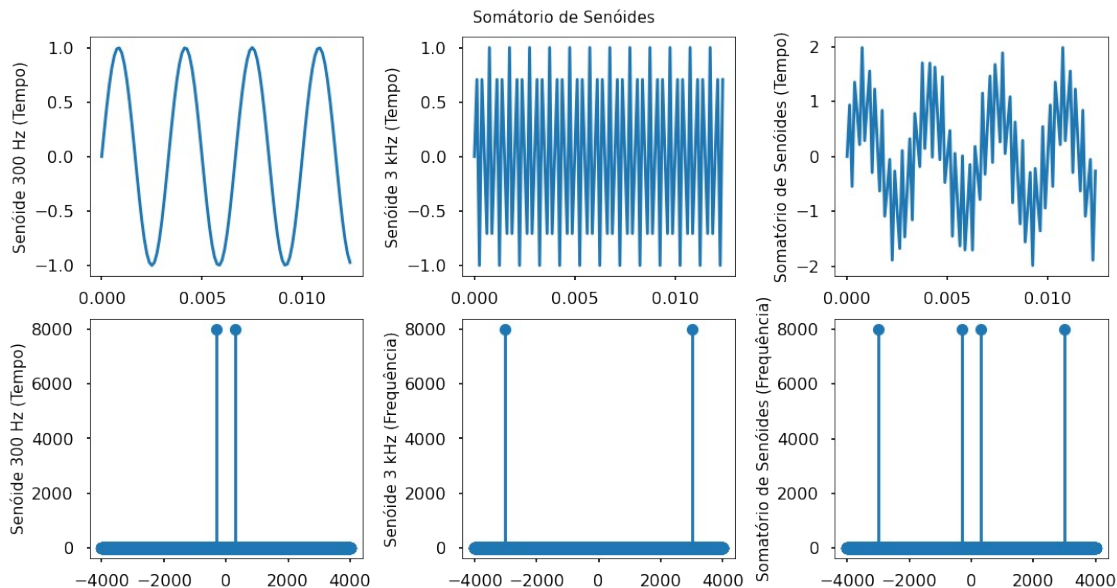 Somátorio de Senóides
Senóide 300 Hz (Tempo)
1.0
0.5
0.0
−0.5
−1.0
0.000 0.005 0.010
Senóide 3 kHz (Tempo)
1.0
0.5
0.0
−0.5
−1.0
0.000 0.005 0.010
Somatório de Senóides (Tempo)
2
1
0
−1
−2
0.000 0.005 0.010
Senóide 300 Hz (Tempo)
8000
6000
4000
2000
0
−4000 −2000 0 2000 4000
Senóide 3 kHz (Frequência)
8000
6000
4000
2000
0
−4000 −2000 0 2000 4000
Somatório de Senóides (Frequência)
8000
6000
4000
2000
0
−4000 −2000 0 2000 4000